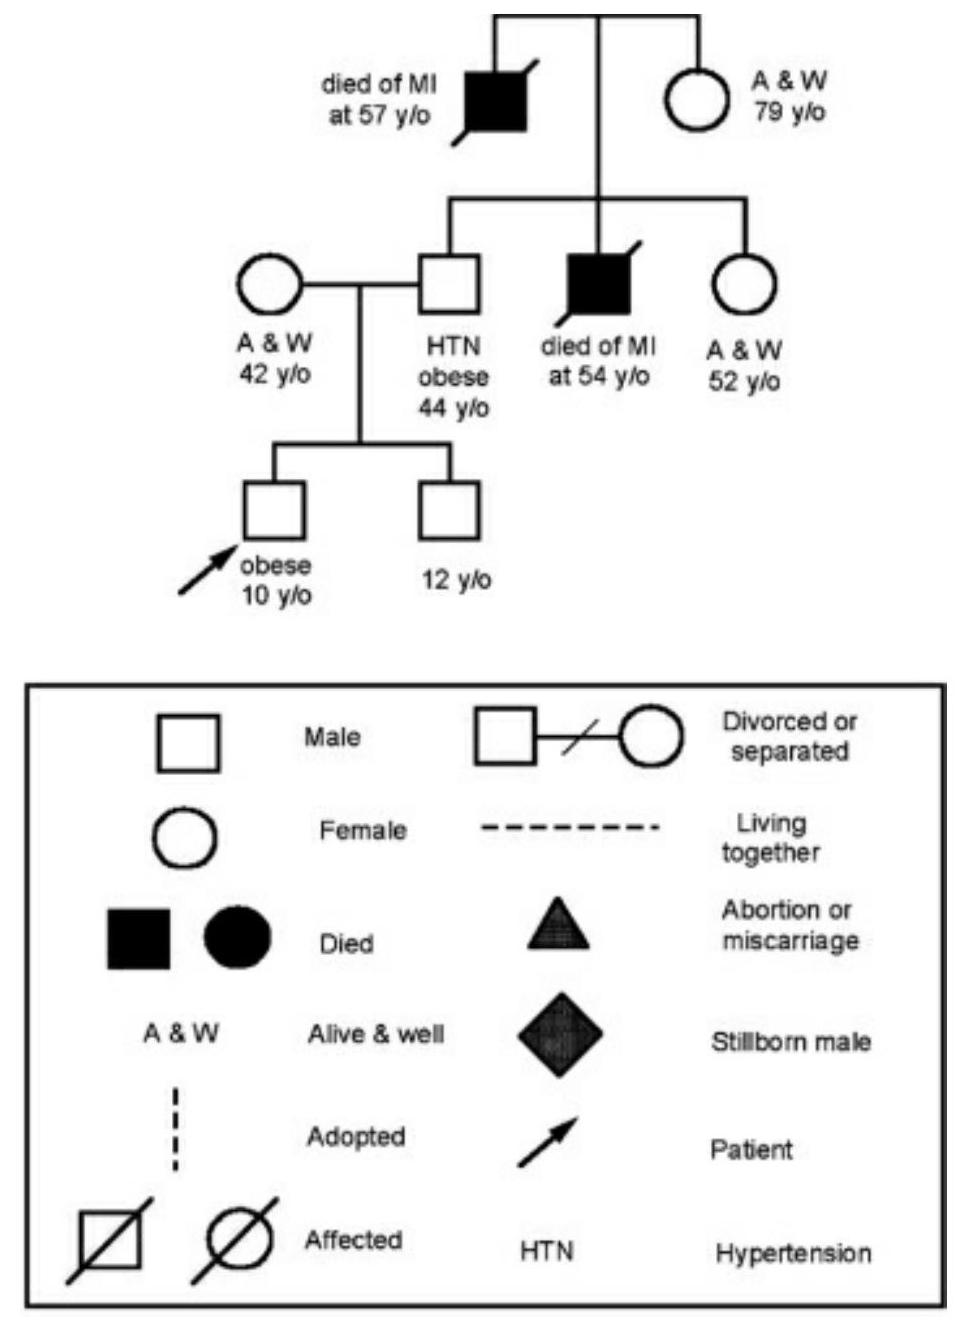 died of MI
at 57 y/o
A & W
79 y/o
A & W
42 y/o
HTN
obese
44 y/o
died of MI
at 54 y/o
A & W
52 y/o
obese
10 y/o
12 y/o
Male
Divorced or
separated
Female
Living
together
Died
Abortion or
miscarriage
A & W
Alive & well
Stillborn male
Adopted
Patient
Affected
HTN
Hypertension